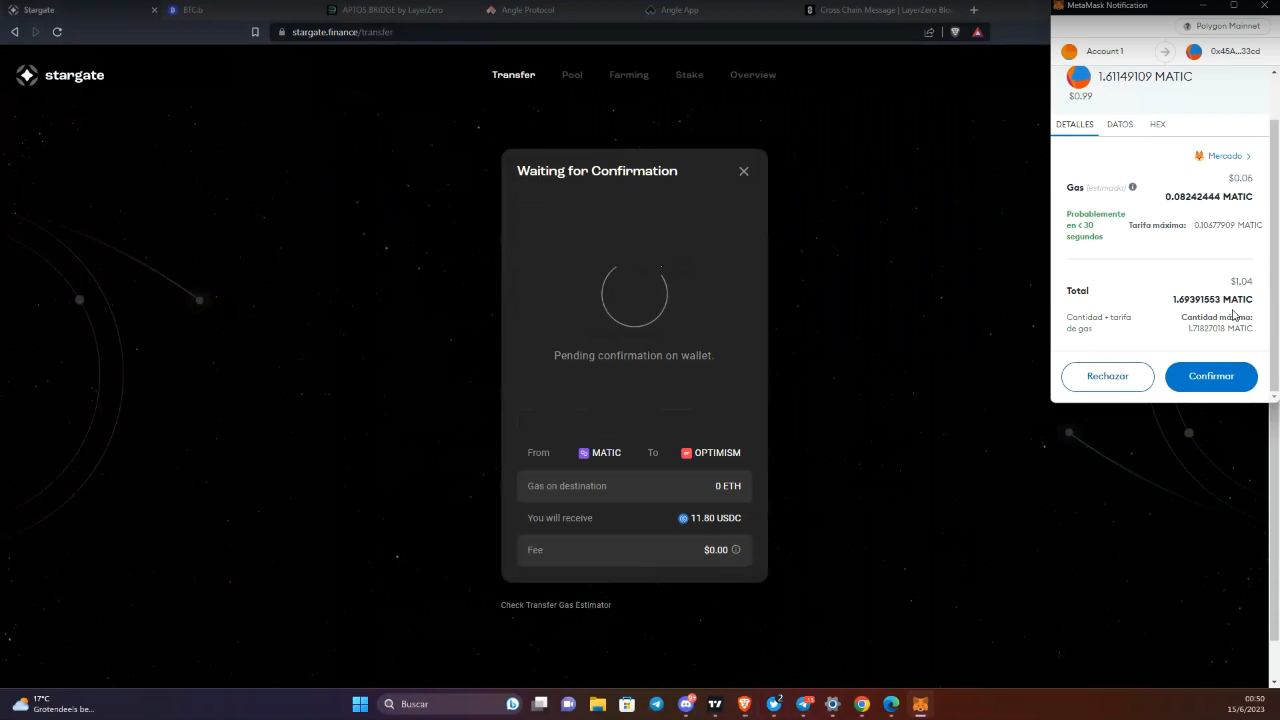 Stargate
BTC.b
APTOS BRIDGE by LayerZero
Angle Protocol
Angle App
Cross Chain Message | LayerZero Blo
stargate.finance/transfer
stargate
Transfer
Pool
Farming
Stake
Overview
Waiting for Confirmation
Pending confirmation on wallet.
From MATIC To OPTIMISM
Gas on destination 0 ETH
You will receive 11.80 USDC
Fee $0.00
Check Transfer Gas Estimator
MetaMask Notification
Polygon Mainnet
Account 1 0x45A...33cd
1.61149109 MATIC
$0.99
DETALLES DATOS HEX
Mercado
$0.06
Gas (estimada) 0.08242444 MATIC
Probablemente
en < 30
segundos
Tarifa máxima: 0.10677909 MATIC
$1.04
Total
1.69391553 MATIC
Cantidad + tarifa
de gas
Cantidad máxima:
1.71827018 MATIC
Rechazar Confirmar
17°C
Grotendeels be...
Buscar
00:50
15/6/2023